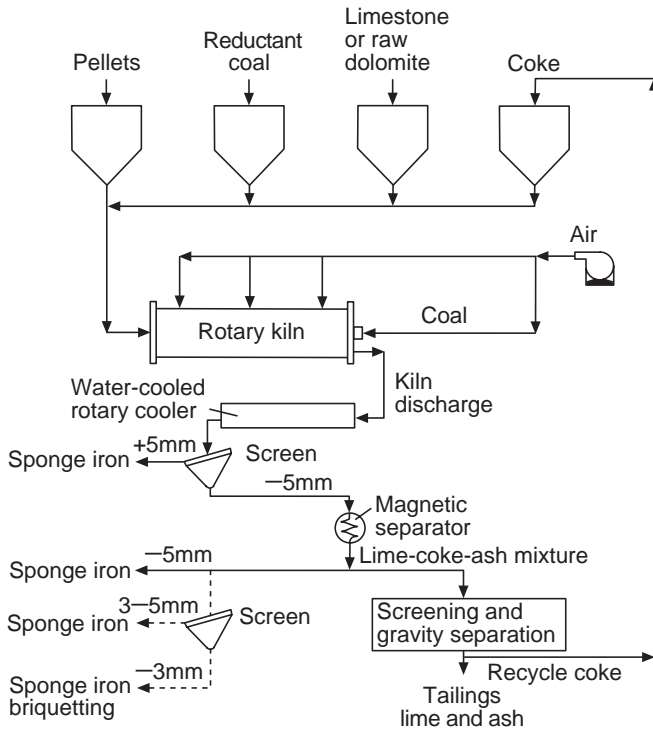 Pellets
Reductant
coal
Limestone
or raw
dolomite
Coke
Air
Rotary kiln
Coal
Kiln
discharge
Water-cooled
rotary cooler
+5mm
Sponge iron
Screen
−5mm
Magnetic
separator
Lime-coke-ash mixture
−5mm
Sponge iron
3−5mm
Sponge iron
Screen
Screening and
gravity separation
−3mm
Sponge iron
briquetting
Recycle coke
Tailings
lime and ash